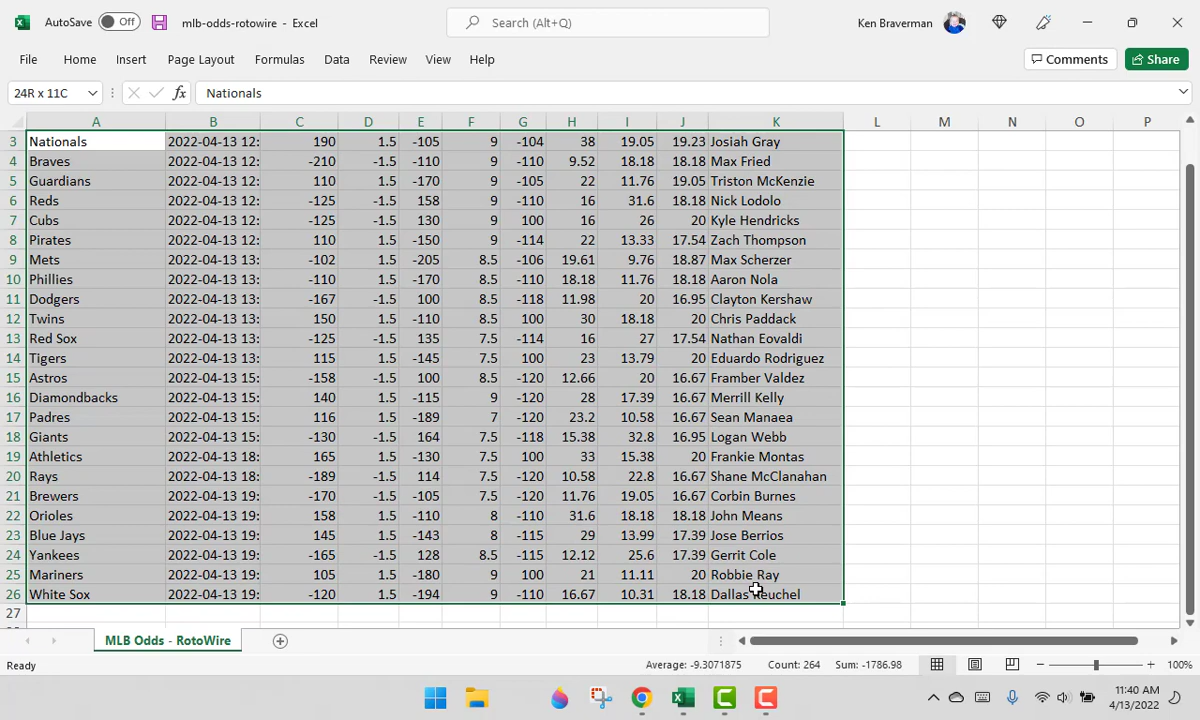 AutoSave Off mlb-odds-rotowire - Excel Search (Alt+Q) Ken Braverman
File Home Insert Page Layout Formulas Data Review View Help Comments Share
24R x 11C fx Nationals
A B C D E F G H I J K L M N O P
3 Nationals 2022-04-13 12: 190 1.5 -105 9 -104 38 19.05 19.23 Josiah Gray
4 Braves 2022-04-13 12: -210 -1.5 -110 9 -110 9.52 18.18 18.18 Max Fried
5 Guardians 2022-04-13 12: 110 1.5 -170 9 -105 22 11.76 19.05 Triston McKenzie
6 Reds 2022-04-13 12: -125 -1.5 158 9 -110 16 31.6 18.18 Nick Lodolo
7 Cubs 2022-04-13 12: -125 -1.5 130 9 100 16 26 20 Kyle Hendricks
8 Pirates 2022-04-13 12: 110 1.5 -150 9 -114 22 13.33 17.54 Zach Thompson
9 Mets 2022-04-13 13: -102 1.5 -205 8.5 -106 19.61 9.76 18.87 Max Scherzer
10 Phillies 2022-04-13 13: -110 1.5 -170 8.5 -110 18.18 11.76 18.18 Aaron Nola
11 Dodgers 2022-04-13 13: -167 -1.5 100 8.5 -118 11.98 20 16.95 Clayton Kershaw
12 Twins 2022-04-13 13: 150 1.5 -110 8.5 100 30 18.18 20 Chris Paddack
13 Red Sox 2022-04-13 13: -125 -1.5 135 7.5 -114 16 27 17.54 Nathan Eovaldi
14 Tigers 2022-04-13 13: 115 1.5 -145 7.5 100 23 13.79 20 Eduardo Rodriguez
15 Astros 2022-04-13 15: -158 -1.5 100 8.5 -120 12.66 20 16.67 Framber Valdez
16 Diamondbacks 2022-04-13 15: 140 1.5 -115 9 -120 28 17.39 16.67 Merrill Kelly
17 Padres 2022-04-13 15: 116 1.5 -189 7 -120 23.2 10.58 16.67 Sean Manaea
18 Giants 2022-04-13 15: -130 -1.5 164 7.5 -118 15.38 32.8 16.95 Logan Webb
19 Athletics 2022-04-13 18: 165 1.5 -130 7.5 100 33 15.38 20 Frankie Montas
20 Rays 2022-04-13 18: -189 -1.5 114 7.5 -120 10.58 22.8 16.67 Shane McClanahan
21 Brewers 2022-04-13 19: -170 -1.5 -105 7.5 -120 11.76 19.05 16.67 Corbin Burnes
22 Orioles 2022-04-13 19: 158 1.5 -110 8 -110 31.6 18.18 18.18 John Means
23 Blue Jays 2022-04-13 19: 145 1.5 -143 8 -115 29 13.99 17.39 Jose Berrios
24 Yankees 2022-04-13 19: -165 -1.5 128 8.5 -115 12.12 25.6 17.39 Gerrit Cole
25 Mariners 2022-04-13 19: 105 1.5 -180 9 100 21 11.11 20 Robbie Ray
26 White Sox 2022-04-13 19: -120 1.5 -194 9 -110 16.67 10.31 18.18 Dallas Keuchel
27
MLB Odds - RotoWire
Ready Average: -9.3071875 Count: 264 Sum: -1786.98 100%
11:40 AM
4/13/2022